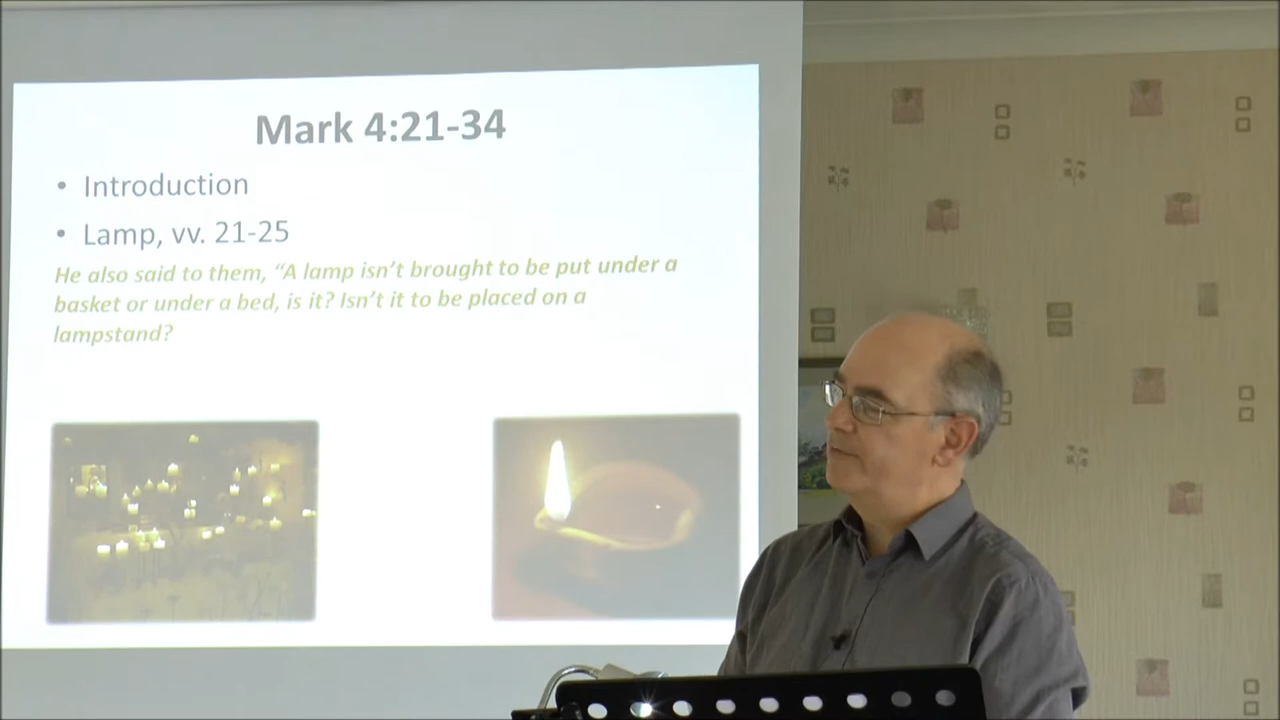 Mark 4:21-34
• Introduction
• Lamp, vv. 21-25
He also said to them, “A lamp isn’t brought to be put under a
basket or under a bed, is it? Isn’t it to be placed on a
lampstand?